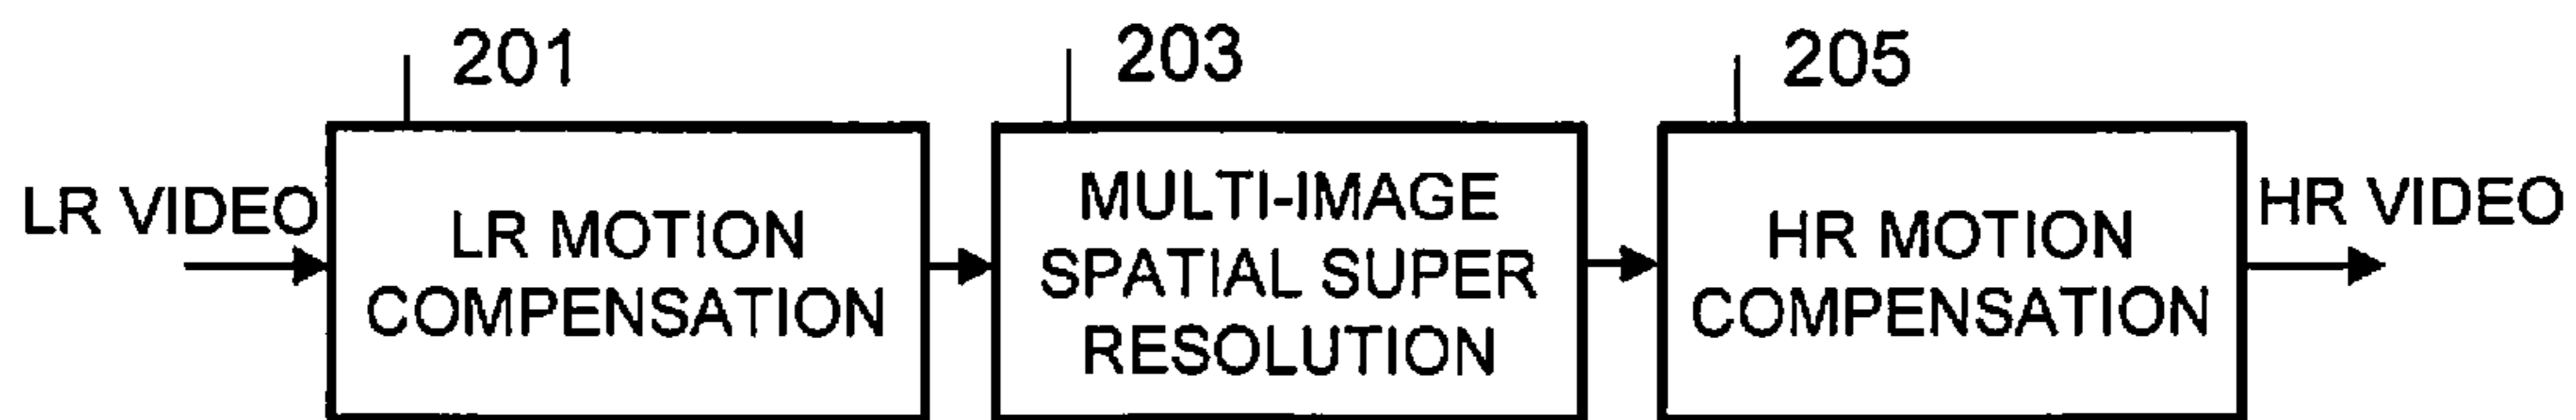 201
203
205
LR VIDEO
LR MOTION
COMPENSATION
MULTI-IMAGE
SPATIAL SUPER
RESOLUTION
HR MOTION
COMPENSATION
HR VIDEO